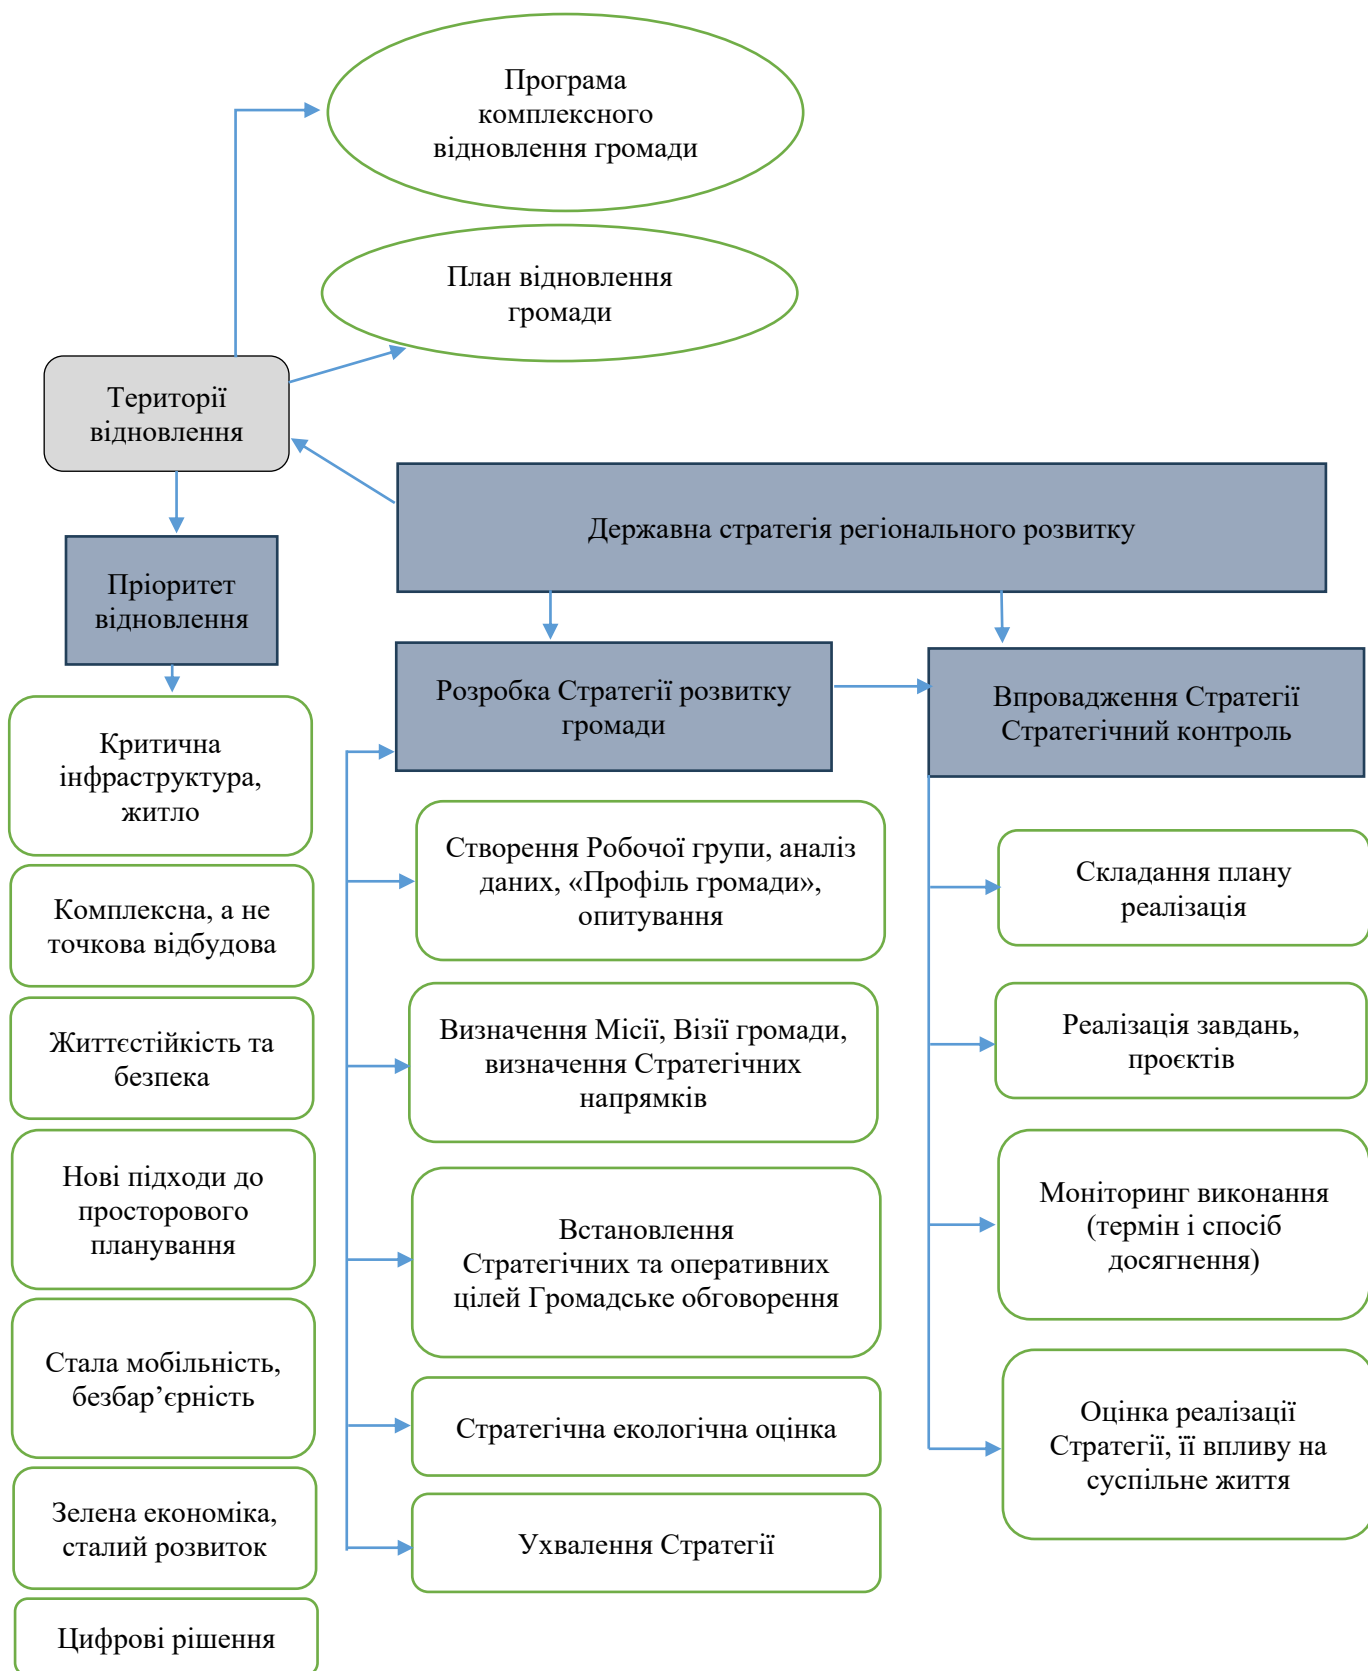 Програма
комплексного
відновлення громади
План відновлення
громади
Території
відновлення
Державна стратегія регіонального розвитку
Пріоритет
відновлення
Розробка Стратегії розвитку
громади
Впровадження Стратегії
Стратегічний контроль
Критична
інфраструктура,
житло
Комплексна, а не
точкова відбудова
Життєстійкість та
безпека
Нові підходи до
просторового
планування
Стала мобільність,
безбар’єрність
Зелена економіка,
сталий розвиток
Цифрові рішення
Створення Робочої групи, аналіз
даних, «Профіль громади»,
опитування
Визначення Місії, Візії громади,
визначення Стратегічних
напрямків
Встановлення
Стратегічних та оперативних
цілей Громадське обговорення
Стратегічна екологічна оцінка
Ухвалення Стратегії
Складання плану
реалізація
Реалізація завдань,
проєктів
Моніторинг виконання
(термін і спосіб
досягнення)
Оцінка реалізації
Стратегії, її впливу на
суспільне життя